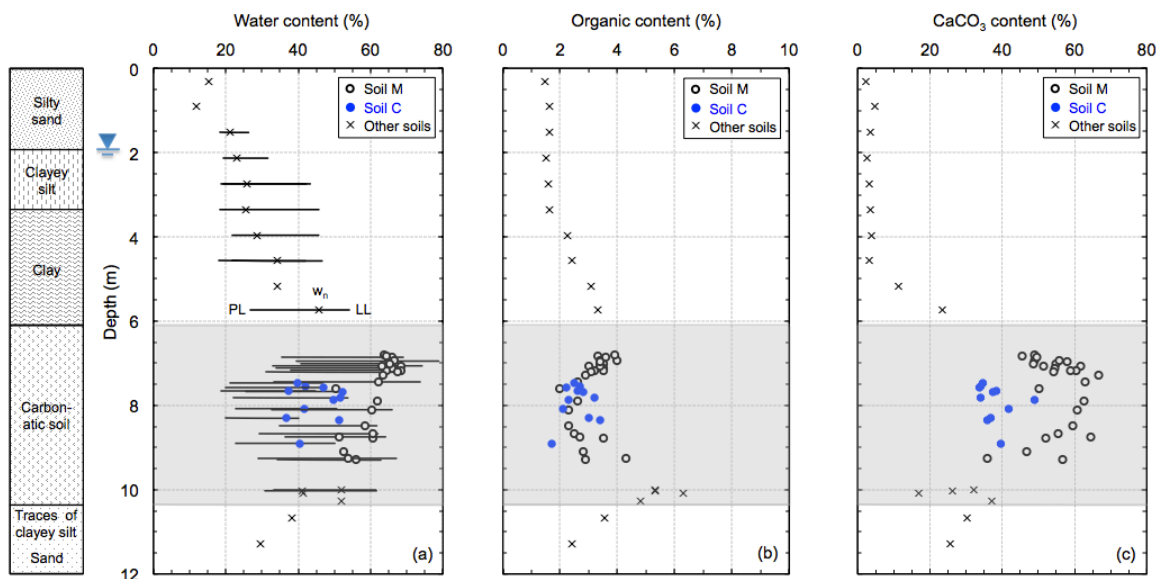 Water content (%)
0 20 40 60 80
Organic content (%)
0 2 4 6 8 10
CaCO3 content (%)
0 20 40 60 80
Silty
sand
Clayey
silt
Clay
Carbon-
atic soil
Traces of
clayey silt
Sand
Depth (m)
0
2
4
6
8
10
12
Soil M
Soil C
Other soils
wn
PL
LL
(a)
Soil M
Soil C
Other soils
(b)
Soil M
Soil C
Other soils
(c)